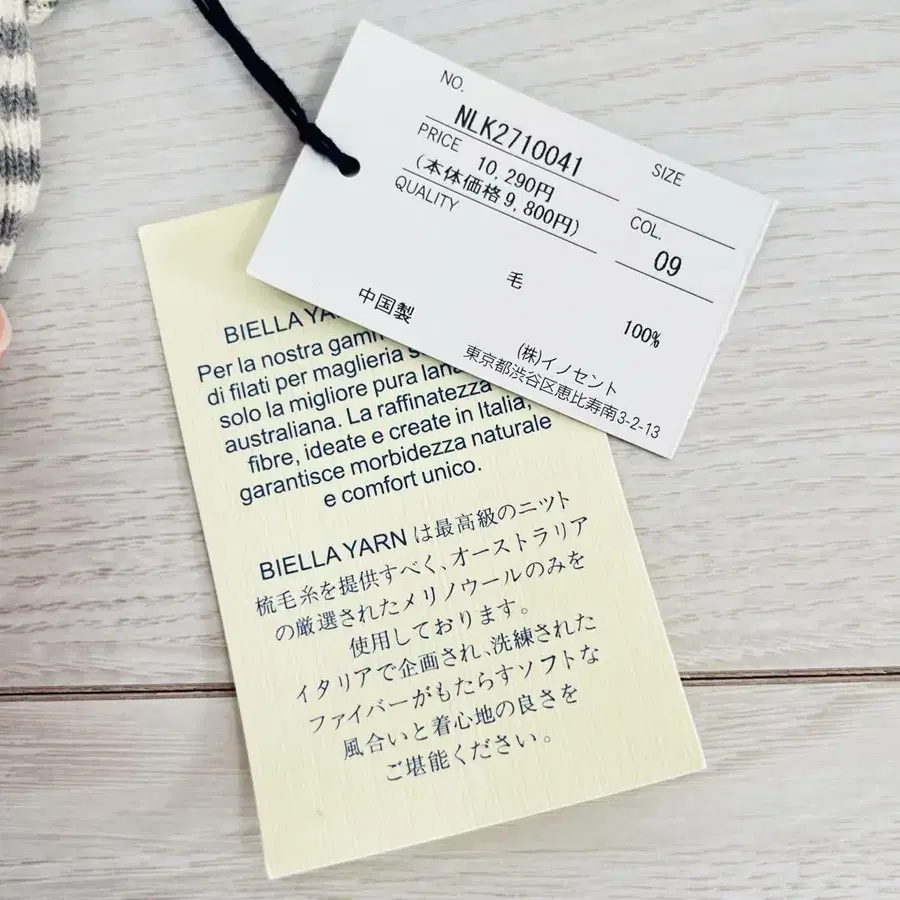 NO.
NLK2710041
SIZE
PRICE
10,290円
(本体価格9,800円)
COL.
09
QUALITY
毛
100%
中国製
(株)イノセント
東京都渋谷区恵比寿南3-2-13
BIELLA
Per la nostra
di filati per maglieria
solo la migliore pura lana
australiana. La raffinatezza
fibre, ideate e create in Italia,
garantisce morbidezza naturale
e comfort unico.
BIELLA YARN は最高級のニット
梳毛糸を提供すべく、オーストラリア
の厳選されたメリノウールのみを
使用しております。
イタリアで企画され、洗練された
ファイバーがもたらすソフトな
風合いと着心地の良さを
ご堪能ください。